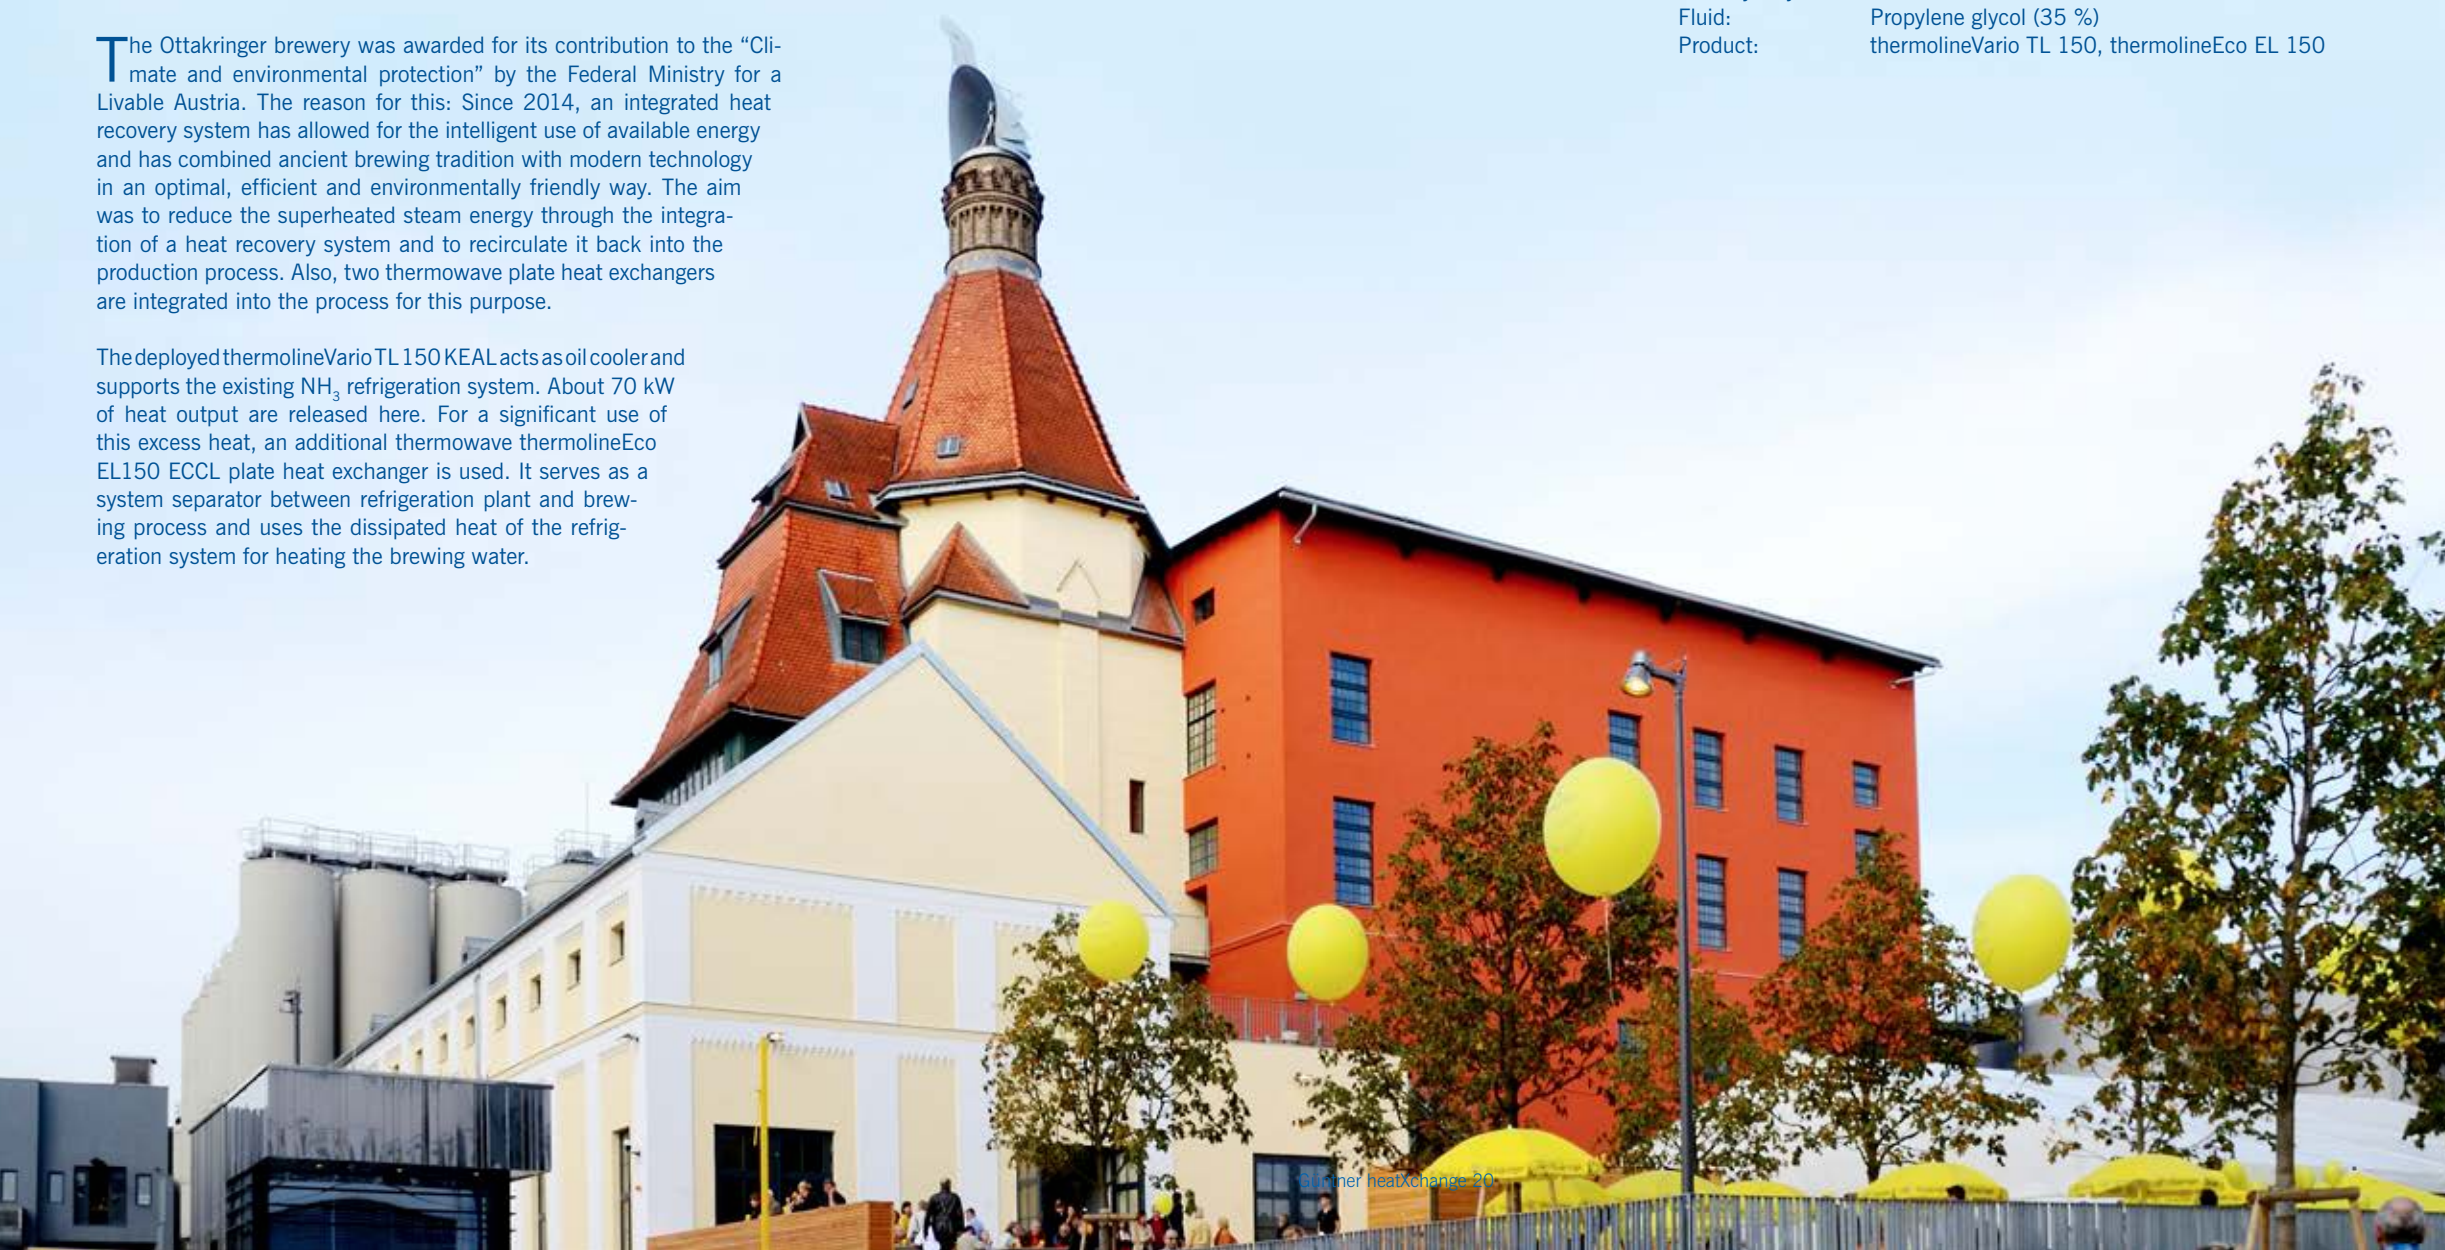 The Ottakringer brewery was awarded for its contribution to the “Cli-
mate and environmental protection” by the Federal Ministry for a
Livable Austria. The reason for this: Since 2014, an integrated heat
recovery system has allowed for the intelligent use of available energy
and has combined ancient brewing tradition with modern technology
in an optimal, efficient and environmentally friendly way. The aim
was to reduce the superheated steam energy through the integra-
tion of a heat recovery system and to recirculate it back into the
production process. Also, two thermowave plate heat exchangers
are integrated into the process for this purpose.
The deployed thermolineVario TL 150 KEAL acts as oil cooler and
supports the existing NH₃ refrigeration system. About 70 kW
of heat output are released here. For a significant use of
this excess heat, an additional thermowave thermolineEco
EL150 ECCL plate heat exchanger is used. It serves as a
system separator between refrigeration plant and brew-
ing process and uses the dissipated heat of the refrig-
eration system for heating the brewing water.
Fluid: Propylene glycol (35 %)
Product: thermolineVario TL 150, thermolineEco EL 150
Güntner heatXchange 20